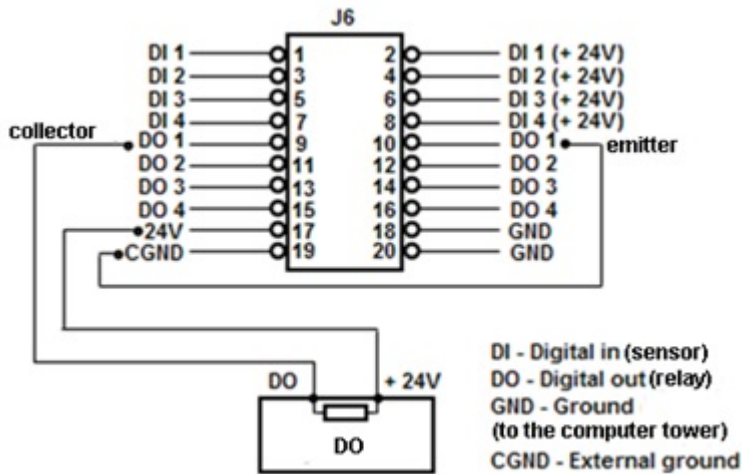 J6
DI 1 1 2 DI 1 (+ 24V)
DI 2 3 4 DI 2 (+ 24V)
DI 3 5 6 DI 3 (+ 24V)
DI 4 7 8 DI 4 (+ 24V)
collector DO 1 9 10 DO 1 emitter
DO 2 11 12 DO 2
DO 3 13 14 DO 3
DO 4 15 16 DO 4
24V 17 18 GND
CGND 19 20 GND
DO + 24V
DO
DI - Digital in (sensor)
DO - Digital out (relay)
GND - Ground
(to the computer tower)
CGND - External ground